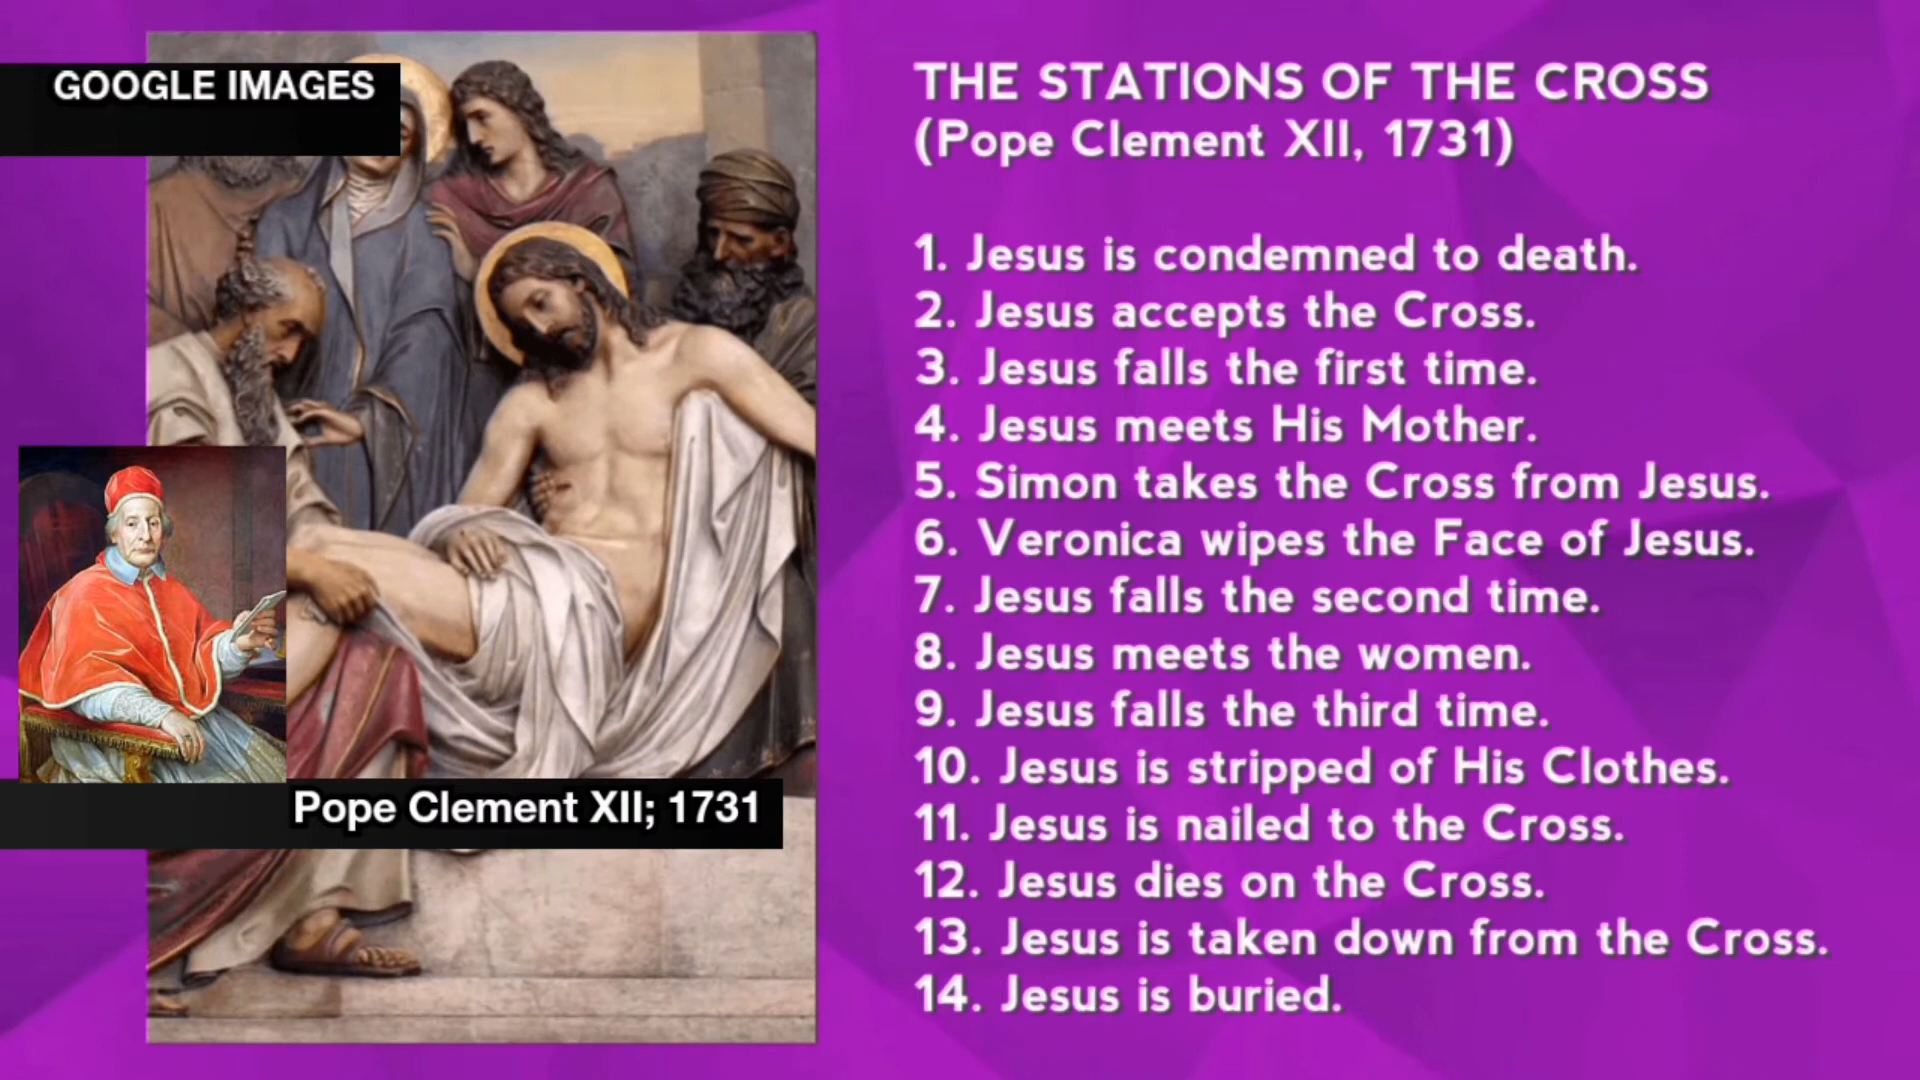 GOOGLE IMAGES
Pope Clement XII; 1731
THE STATIONS OF THE CROSS
(Pope Clement XII, 1731)
1. Jesus is condemned to death.
2. Jesus accepts the Cross.
3. Jesus falls the first time.
4. Jesus meets His Mother.
5. Simon takes the Cross from Jesus.
6. Veronica wipes the Face of Jesus.
7. Jesus falls the second time.
8. Jesus meets the women.
9. Jesus falls the third time.
10. Jesus is stripped of His Clothes.
11. Jesus is nailed to the Cross.
12. Jesus dies on the Cross.
13. Jesus is taken down from the Cross.
14. Jesus is buried.